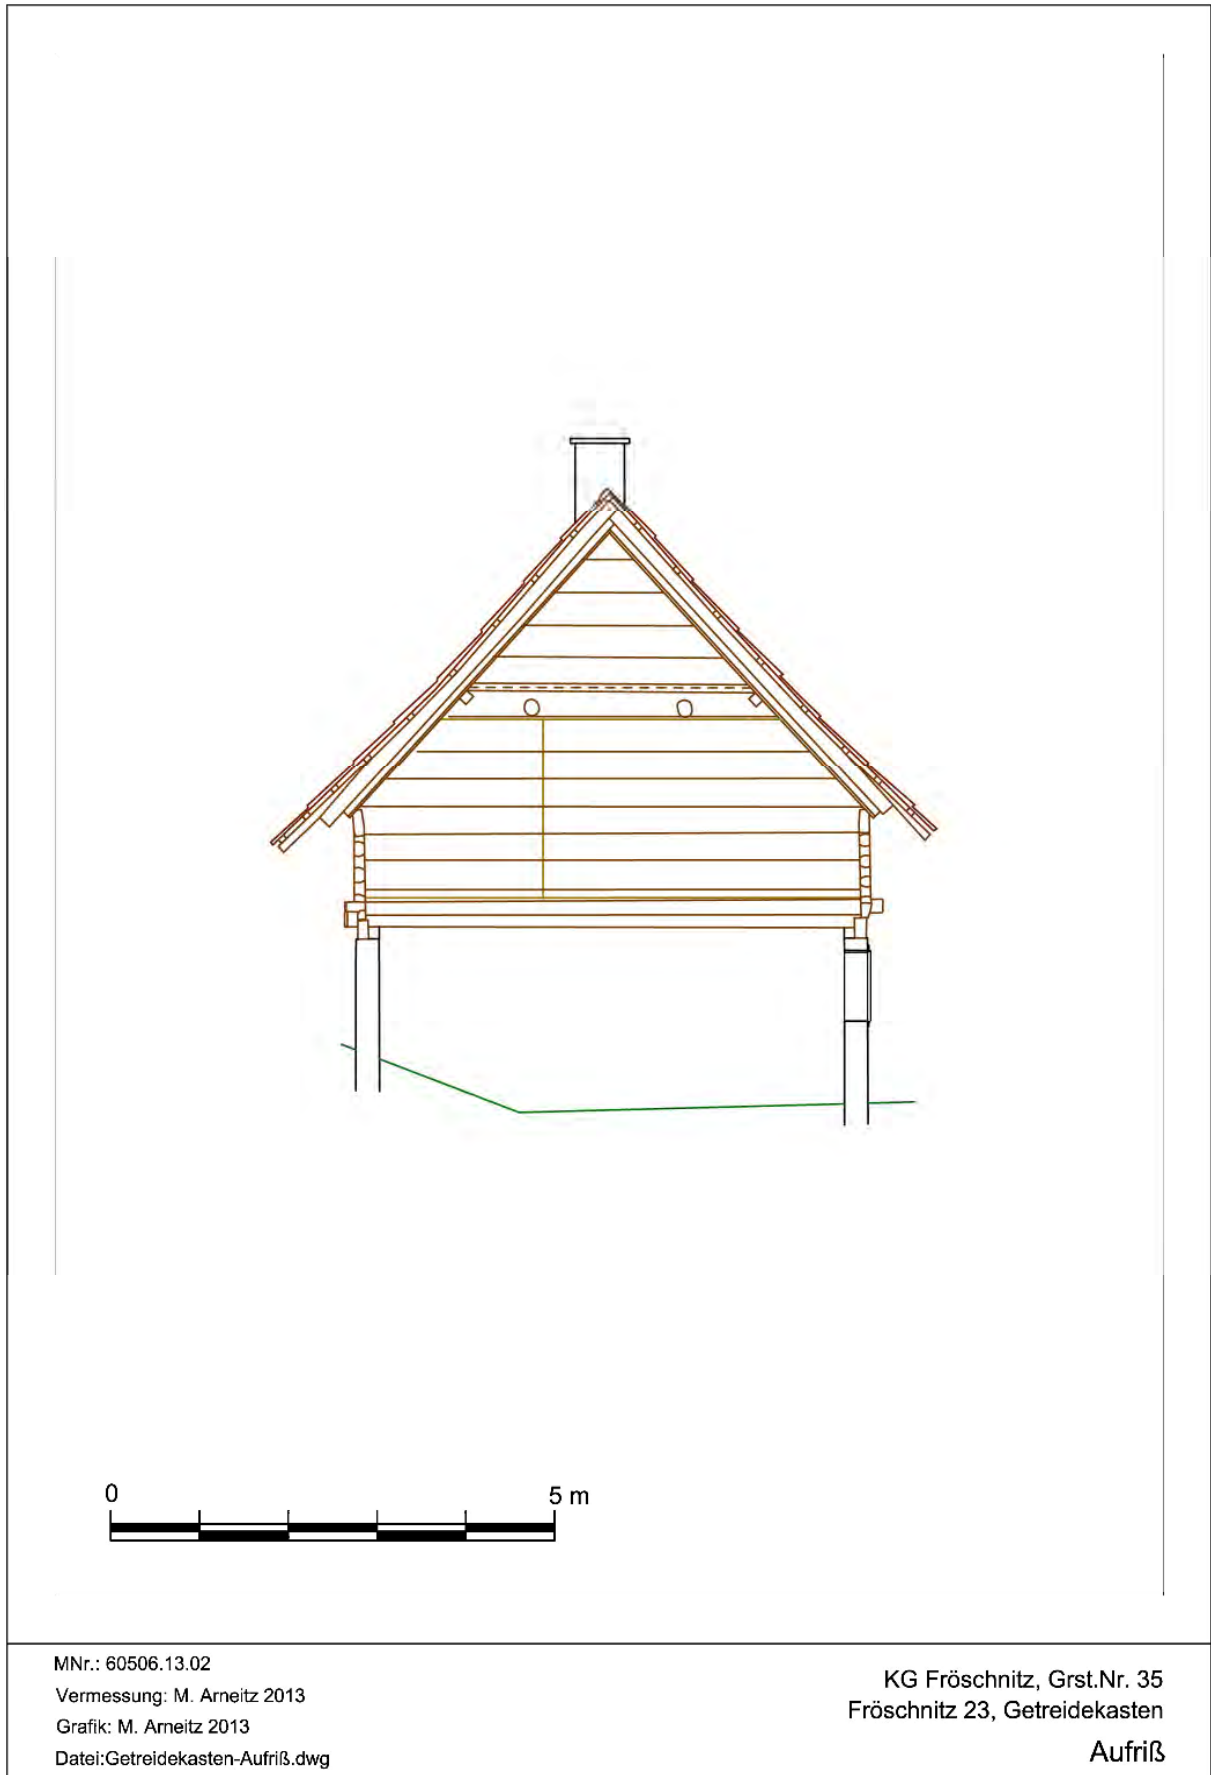 0 5 m
MNr.: 60506.13.02
Vermessung: M. Arneitz 2013
Grafik: M. Arneitz 2013
Datei:Getreidekasten-Aufriß.dwg
KG Fröschnitz, Grst.Nr. 35
Fröschnitz 23, Getreidekasten
Aufriß